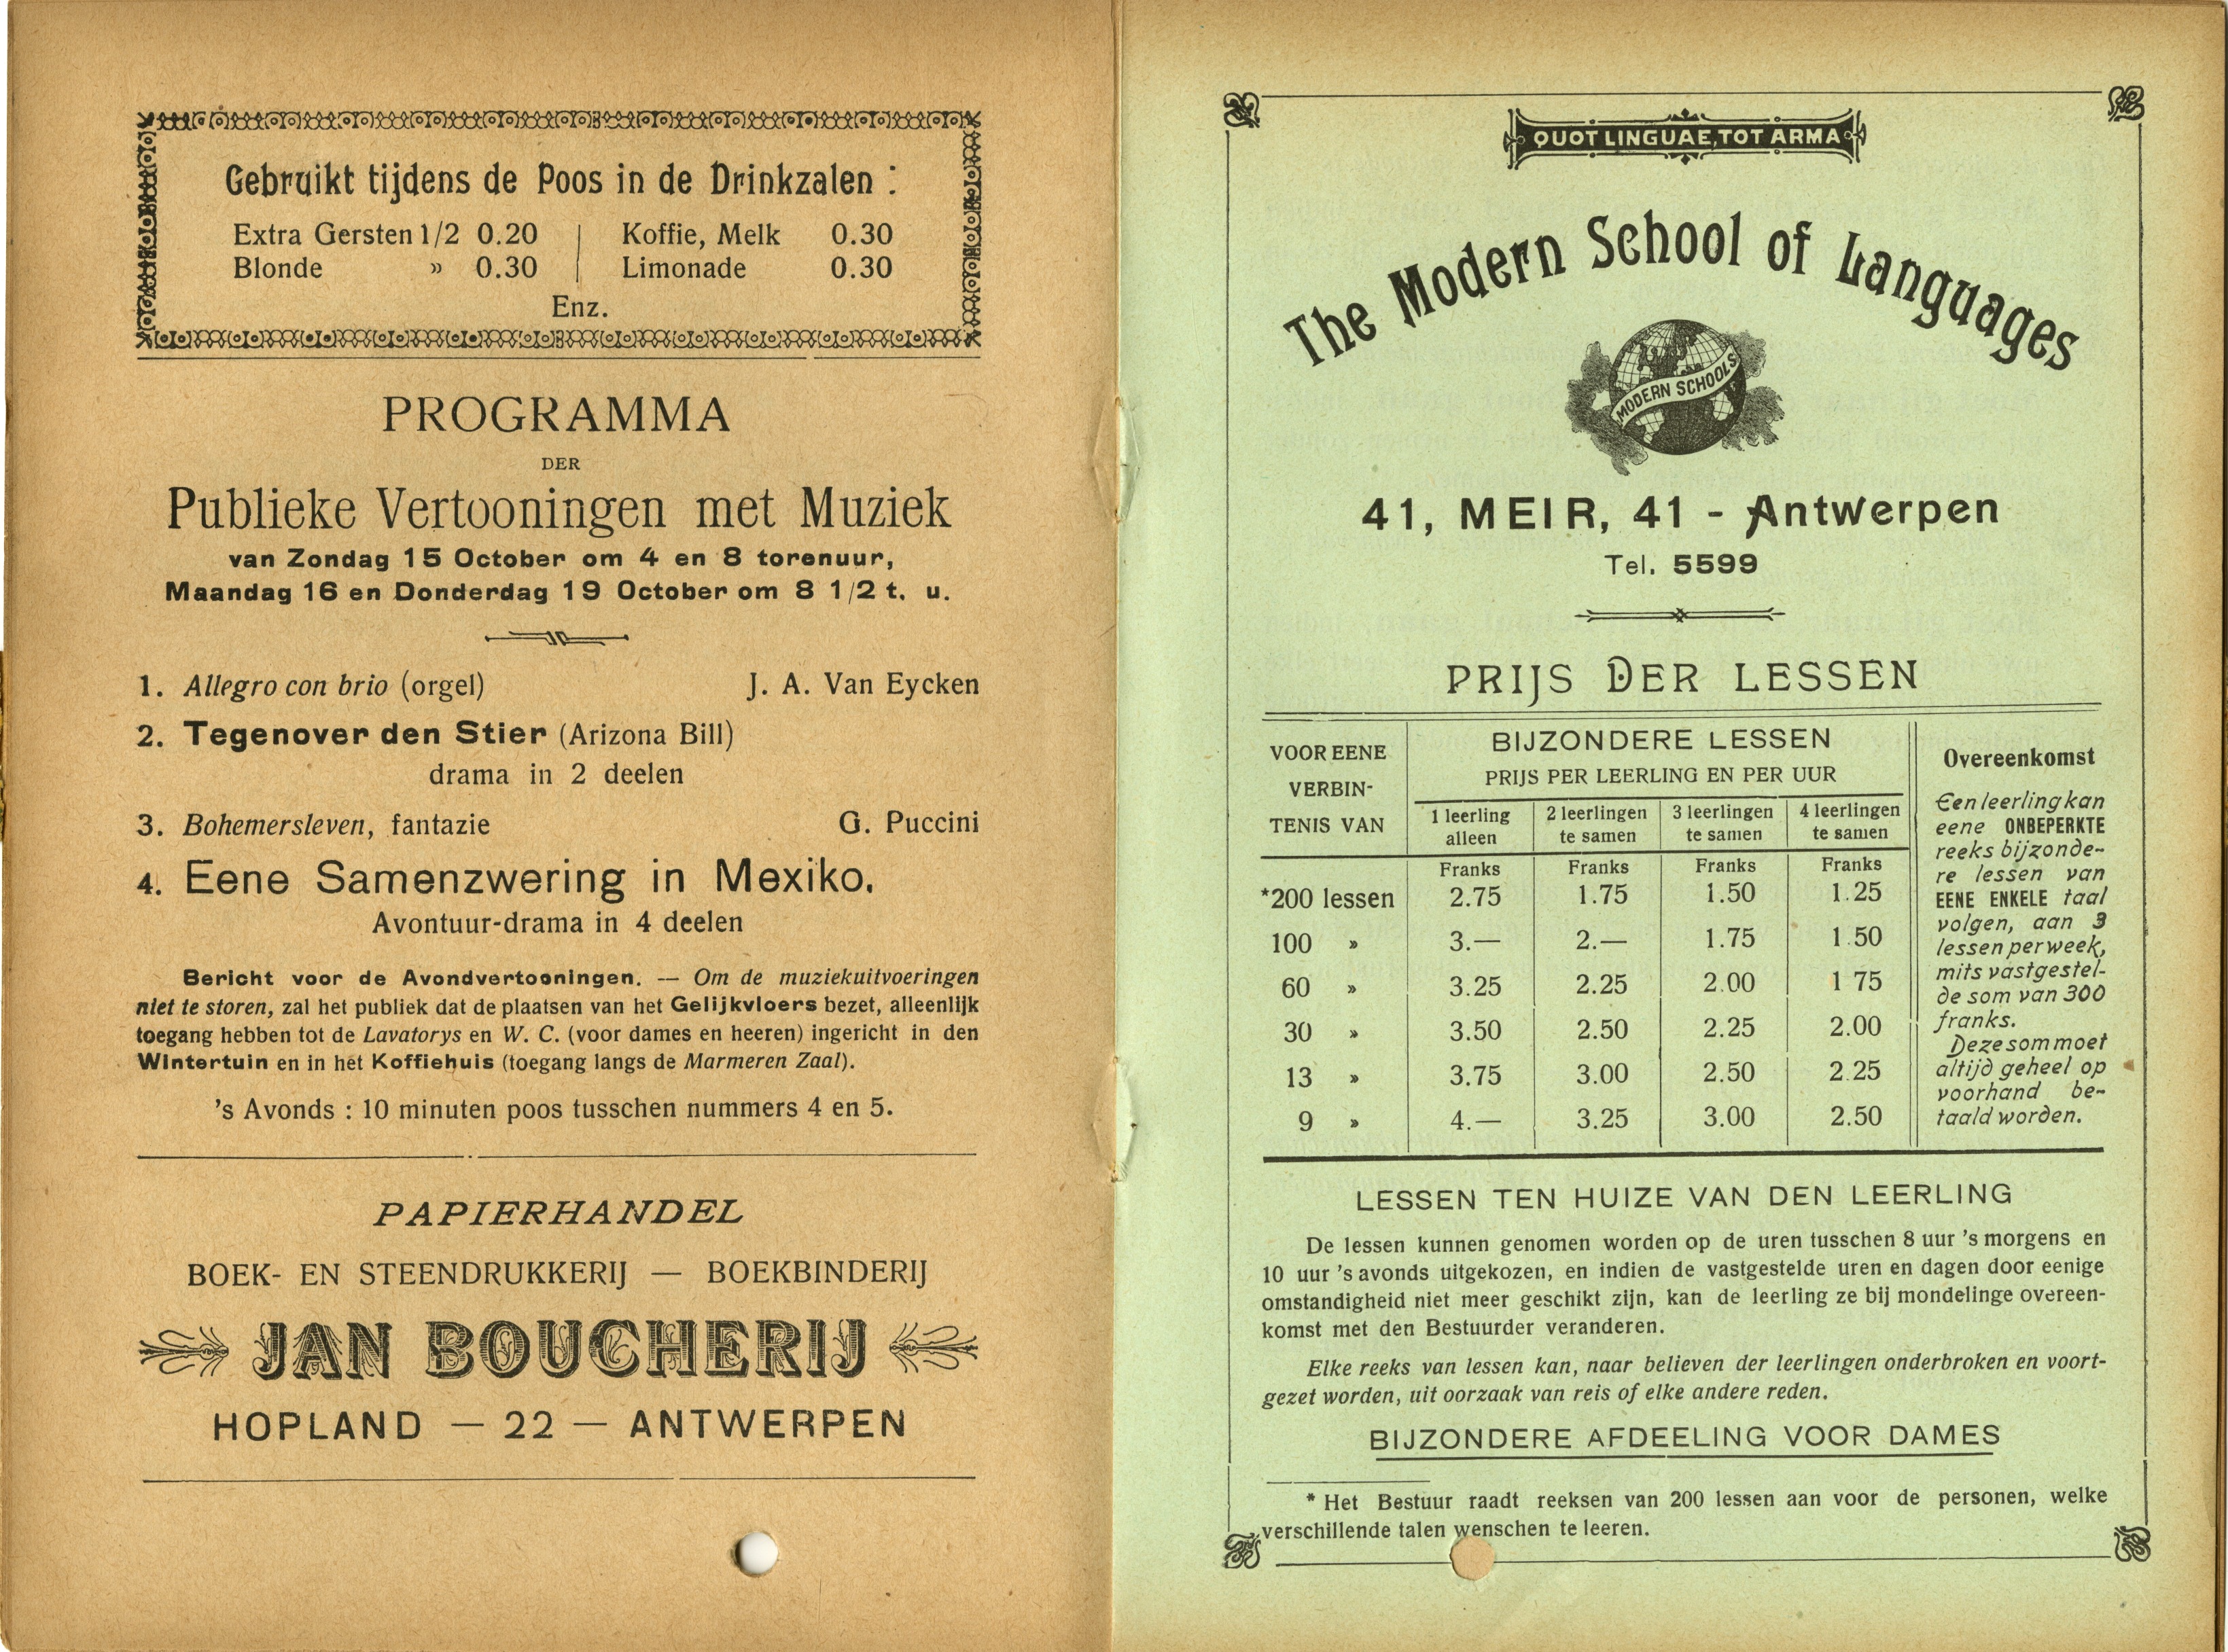 Gebruikt tijdens de Poos in de Drinkzalen :
Extra Gersten 1/2 0.20 Koffie, Melk 0.30
Blonde » 0.30 Limonade 0.30
Enz.
PROGRAMMA
DER
Publieke Vertooningen met Muziek
van Zondag 15 October om 4 en 8 torenuur,
Maandag 16 en Donderdag 19 October om 8 1/2 t. u.
1. Allegro con brio (orgel) J. A. Van Eycken
2. Tegenover den Stier (Arizona Bill)
drama in 2 deelen
3. Bohemersleven, fantazie G. Puccini
4. Eene Samenzwering in Mexiko.
Avontuur-drama in 4 deelen
Bericht voor de Avondvertooningen. — Om de muziekuitvoeringen
niet te storen, zal het publiek dat de plaatsen van het Gelijkvloers bezet, alleenlijk
toegang hebben tot de Lavatorys en W. C. (voor dames en heeren) ingericht in den
Wintertuin en in het Koffiehuis (toegang langs de Marmeren Zaal).
's Avonds : 10 minuten poos tusschen nummers 4 en 5.
PAPIERHANDEL
BOEK- EN STEENDRUKKERIJ — BOEKBINDERIJ
JAN BOUCHERIJ
HOPLAND — 22 — ANTWERPEN
QUOT LINGUAE, TOT ARMA
The Modern School of Languages
MODERN SCHOOLS
41, MEIR, 41 - Antwerpen
Tel. 5599
PRIJS DER LESSEN
VOOR EENE
VERBIN-
TENIS VAN
BIJZONDERE LESSEN
PRIJS PER LEERLING EN PER UUR
1 leerling 2 leerlingen 3 leerlingen 4 leerlingen
alleen te samen te samen te samen
Franks Franks Franks Franks
*200 lessen 2.75 1.75 1.50 1.25
100 » 3.— 2.— 1.75 1.50
60 » 3.25 2.25 2.00 1 75
30 » 3.50 2.50 2.25 2.00
13 » 3.75 3.00 2.50 2.25
9 » 4.— 3.25 3.00 2.50
Overeenkomst
Een leerling kan
eene ONBEPERKTE
reeks bijzonde-
re lessen van
EENE ENKELE taal
volgen, aan 3
lessen per week,
mits vastgestel-
de som van 300
franks.
Deze som moet
altijd geheel op
voorhand be-
taald worden.
LESSEN TEN HUIZE VAN DEN LEERLING
De lessen kunnen genomen worden op de uren tusschen 8 uur 's morgens en
10 uur 's avonds uitgekozen, en indien de vastgestelde uren en dagen door eenige
omstandigheid niet meer geschikt zijn, kan de leerling ze bij mondelinge overeen-
komst met den Bestuurder veranderen.
Elke reeks van lessen kan, naar believen der leerlingen onderbroken en voort-
gezet worden, uit oorzaak van reis of elke andere reden.
BIJZONDERE AFDEELING VOOR DAMES
* Het Bestuur raadt reeksen van 200 lessen aan voor de personen, welke
verschillende talen wenschen te leeren.